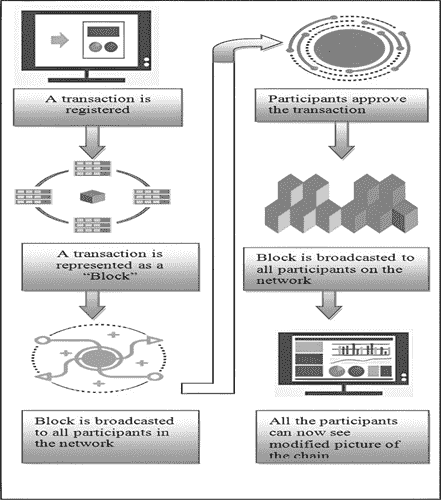 A transaction is
registered
A transaction is
represented as a
“Block”
Block is broadcasted
to all participants in
the network
Participants approve
the transaction
Block is broadcasted to
all participants on the
network
All the participants
can now see
modified picture of
the chain